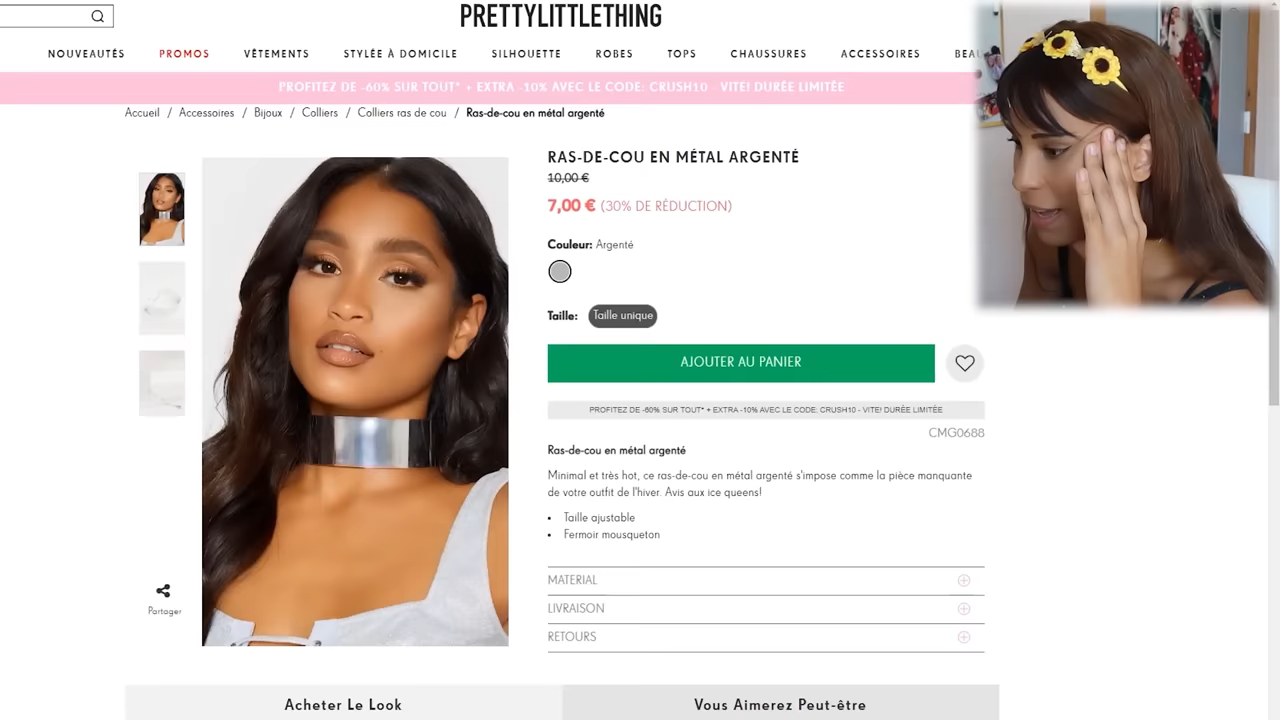 PRETTYLITTLETHING
NOUVEAUTÉS PROMOS VÊTEMENTS STYLÉE À DOMICILE SILHOUETTE ROBES TOPS CHAUSSURES ACCESSOIRES
PROFITEZ DE -60% SUR TOUT* + EXTRA -10% AVEC LE CODE: CRUSH10 - VITE! DURÉE LIMITÉE
Accueil / Accessoires / Bijoux / Colliers / Colliers ras de cou / Ras-de-cou en métal argenté
RAS-DE-COU EN MÉTAL ARGENTÉ
10,00 €
7,00 € (30% DE RÉDUCTION)
Couleur: Argenté
Taille: Taille unique
AJOUTER AU PANIER
PROFITEZ DE -60% SUR TOUT* + EXTRA -10% AVEC LE CODE: CRUSH10 - VITE! DURÉE LIMITÉE
CMG0688
Ras-de-cou en métal argenté
Minimal et très hot, ce ras-de-cou en métal argenté s'impose comme la pièce manquante
de votre outfit de l'hiver. Avis aux ice queens!
• Taille ajustable
• Fermoir mousqueton
MATERIAL
LIVRAISON
RETOURS
Partager
Acheter Le Look
Vous Aimerez Peut-être